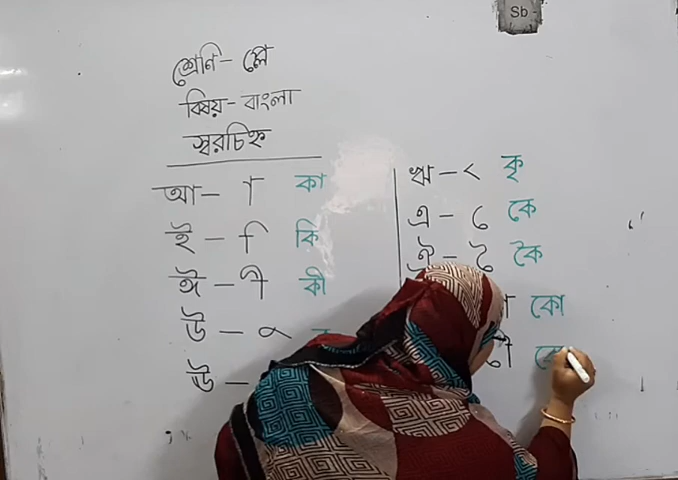 Sb
শ্রেণি - প্লে
বিষয় - বাংলা
স্বরচিহ্ন
আ - া কা
ই - ি কি
ঈ - ী কী
উ - ু
ঊ -
ঋ - ৃ কৃ
এ - ে কে
ঐ - ৈ কৈ
া কো
ৌ